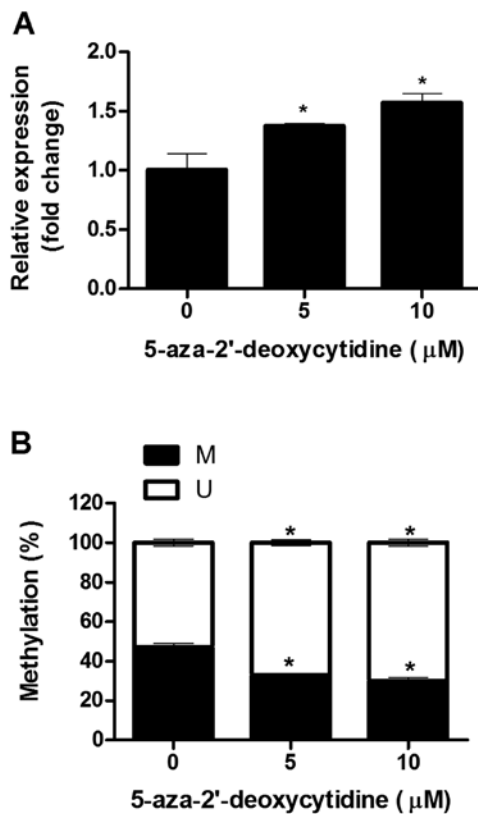 A
Relative expression
(fold change)
2.0
1.5
1.0
0.5
0.0
*
*
0
5
10
5-aza-2'-deoxycytidine ( μM)
B
M
U
Methylation (%)
120
100
80
60
40
20
0
*
*
*
*
0
5
10
5-aza-2'-deoxycytidine ( μM)